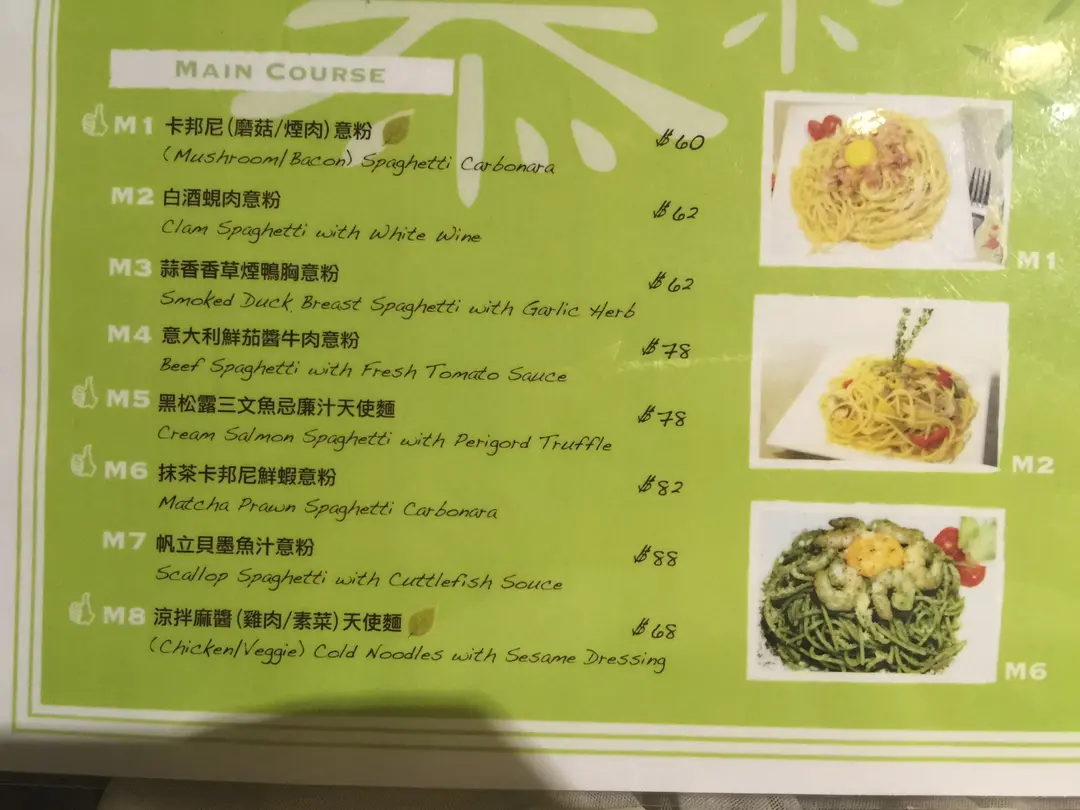 MAIN COURSE
M1 卡邦尼(磨菇/煙肉)意粉 $60
(Mushroom/Bacon) Spaghetti Carbonara
M2 白酒蜆肉意粉 $62
Clam Spaghetti with White Wine
M3 蒜香香草煙鴨胸意粉 $62
Smoked Duck Breast Spaghetti with Garlic Herb
M4 意大利鮮茄醬牛肉意粉 $78
Beef Spaghetti with Fresh Tomato Sauce
M5 黑松露三文魚忌廉汁天使麵 $78
Cream Salmon Spaghetti with Perigord Truffle
M6 抹茶卡邦尼鮮蝦意粉 $82
Matcha Prawn Spaghetti Carbonara
M7 帆立貝墨魚汁意粉 $88
Scallop Spaghetti with Cuttlefish Souce
M8 涼拌麻醬(雞肉/素菜)天使麵 $68
(Chicken/Veggie) Cold Noodles with Sesame Dressing
M1
M2
M6